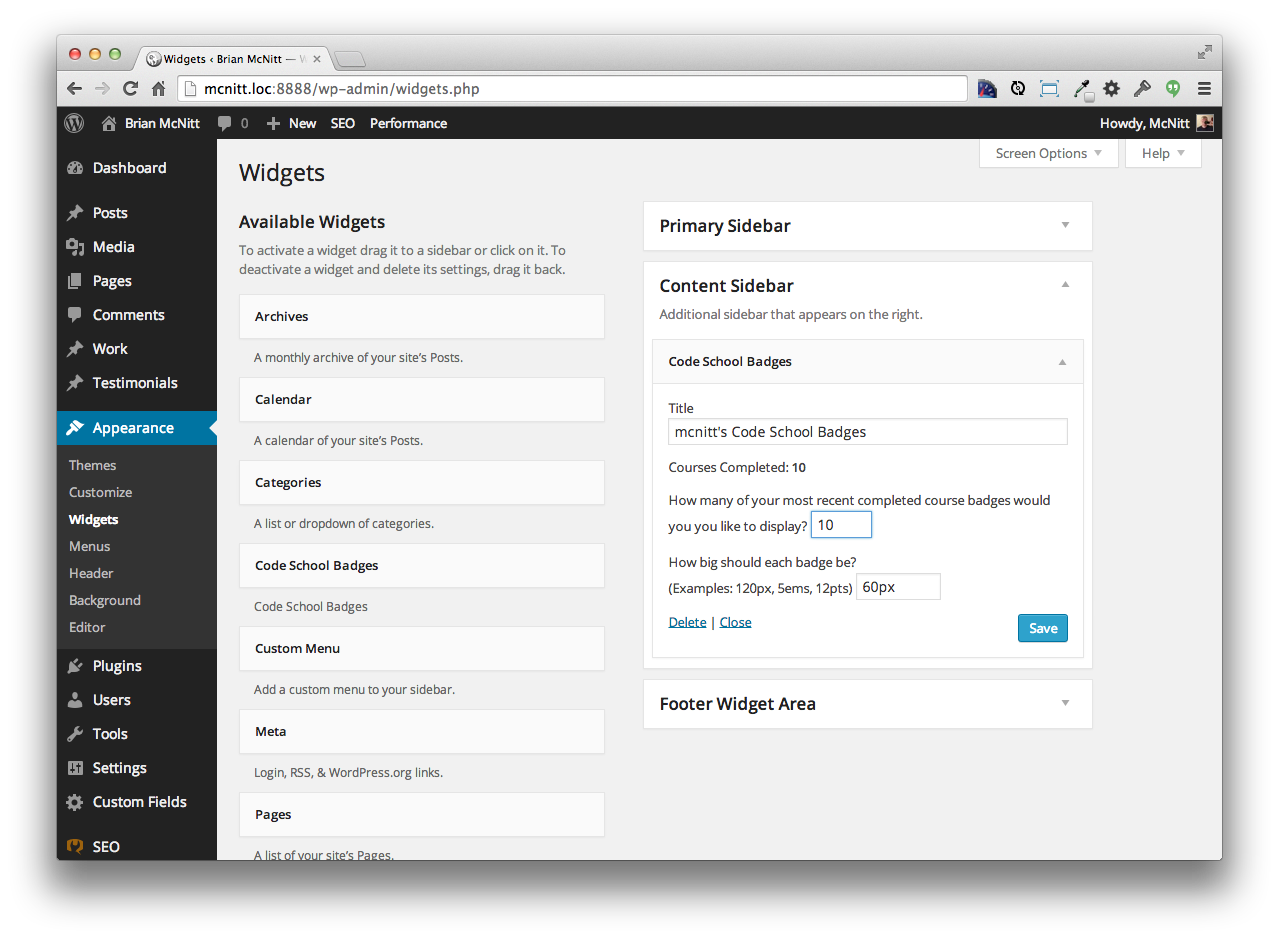 Widgets ‹ Brian McNitt — W
mcnitt.loc:8888/wp-admin/widgets.php
Brian McNitt 0 New SEO Performance Howdy, McNitt
Dashboard
Posts
Media
Pages
Comments
Work
Testimonials
Appearance
Themes
Customize
Widgets
Menus
Header
Background
Editor
Plugins
Users
Tools
Settings
Custom Fields
SEO
Screen Options Help
Widgets
Available Widgets
To activate a widget drag it to a sidebar or click on it. To
deactivate a widget and delete its settings, drag it back.
Archives
A monthly archive of your site’s Posts.
Calendar
A calendar of your site’s Posts.
Categories
A list or dropdown of categories.
Code School Badges
Code School Badges
Custom Menu
Add a custom menu to your sidebar.
Meta
Login, RSS, & WordPress.org links.
Pages
A list of your site’s Pages.
Primary Sidebar
Content Sidebar
Additional sidebar that appears on the right.
Code School Badges
Title
mcnitt's Code School Badges
Courses Completed: 10
How many of your most recent completed course badges would
you you like to display? 10
How big should each badge be?
(Examples: 120px, 5ems, 12pts) 60px
Delete | Close
Save
Footer Widget Area